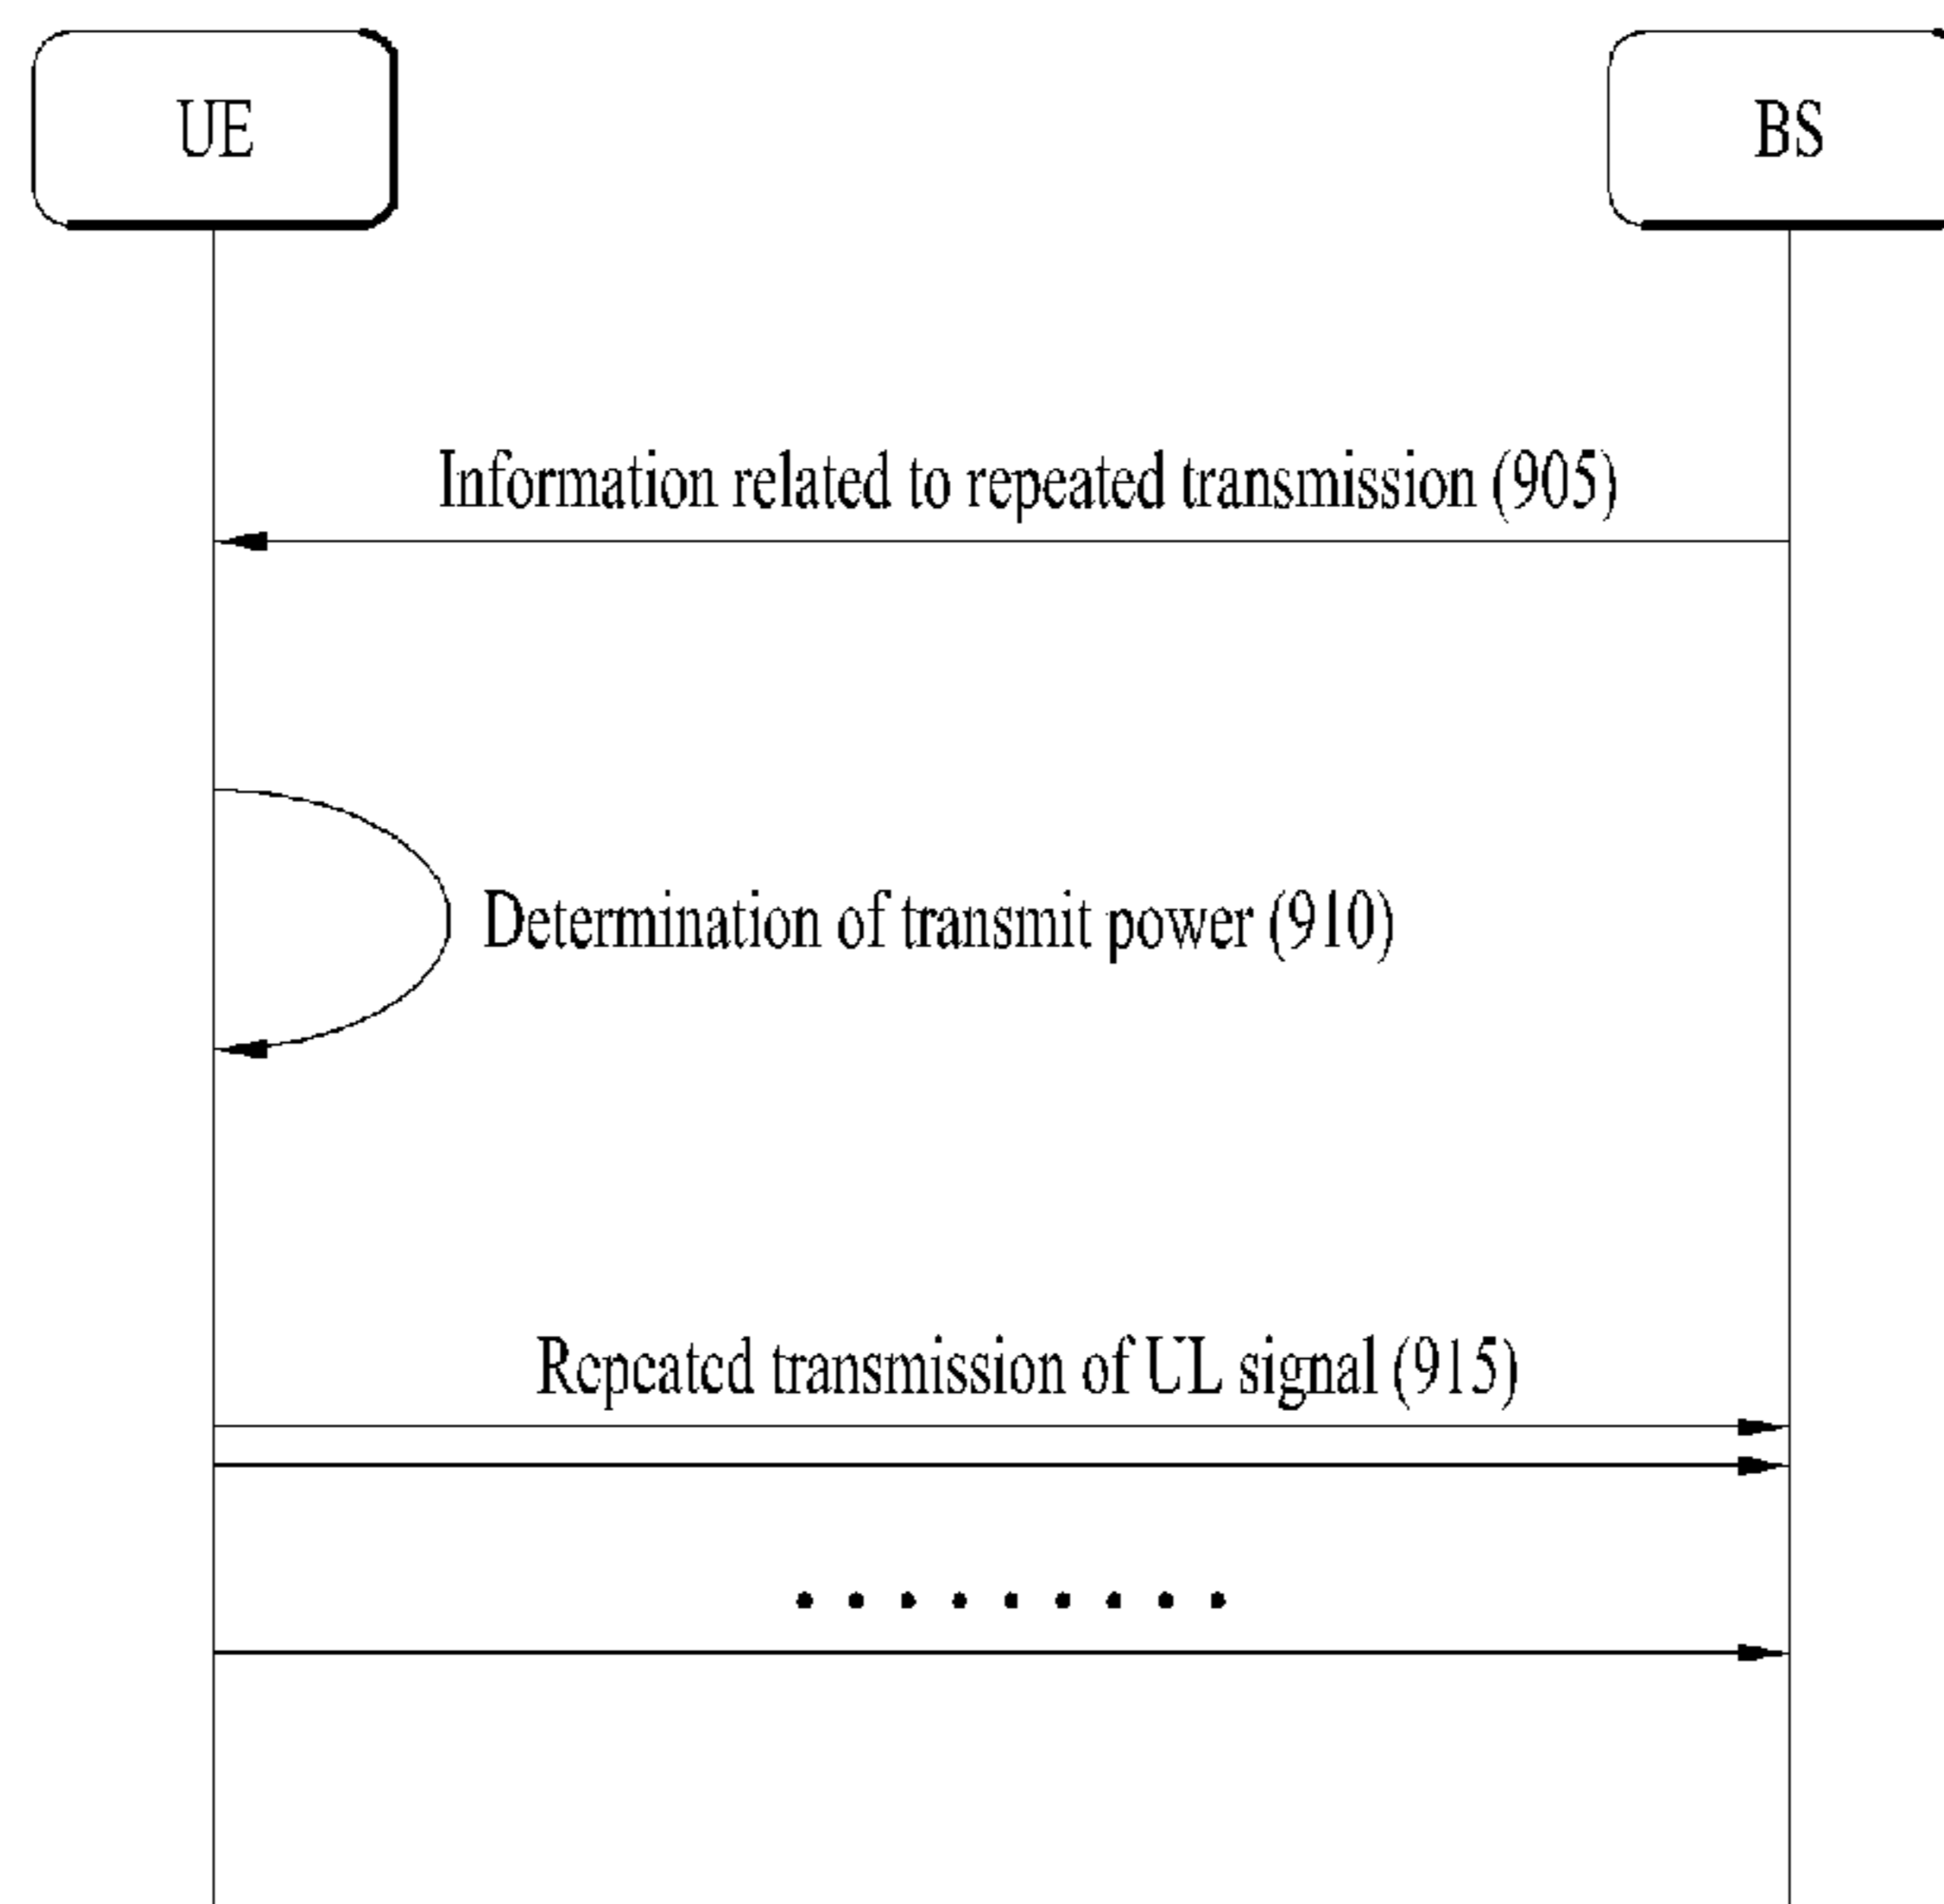 UE
BS
Information related to repeated transmission (905)
Determination of transmit power (910)
Repeated transmission of UL signal (915)